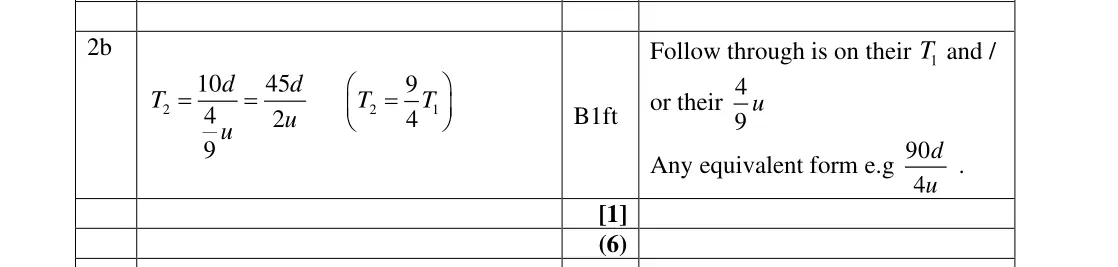 2b
T₂ = 10d / (4/9 u) = 45d / 2u (T₂ = 9/4 T₁)
B1ft
Follow through is on their T₁ and /
or their 4/9 u
Any equivalent form e.g 90d / 4u .
[1]
(6)